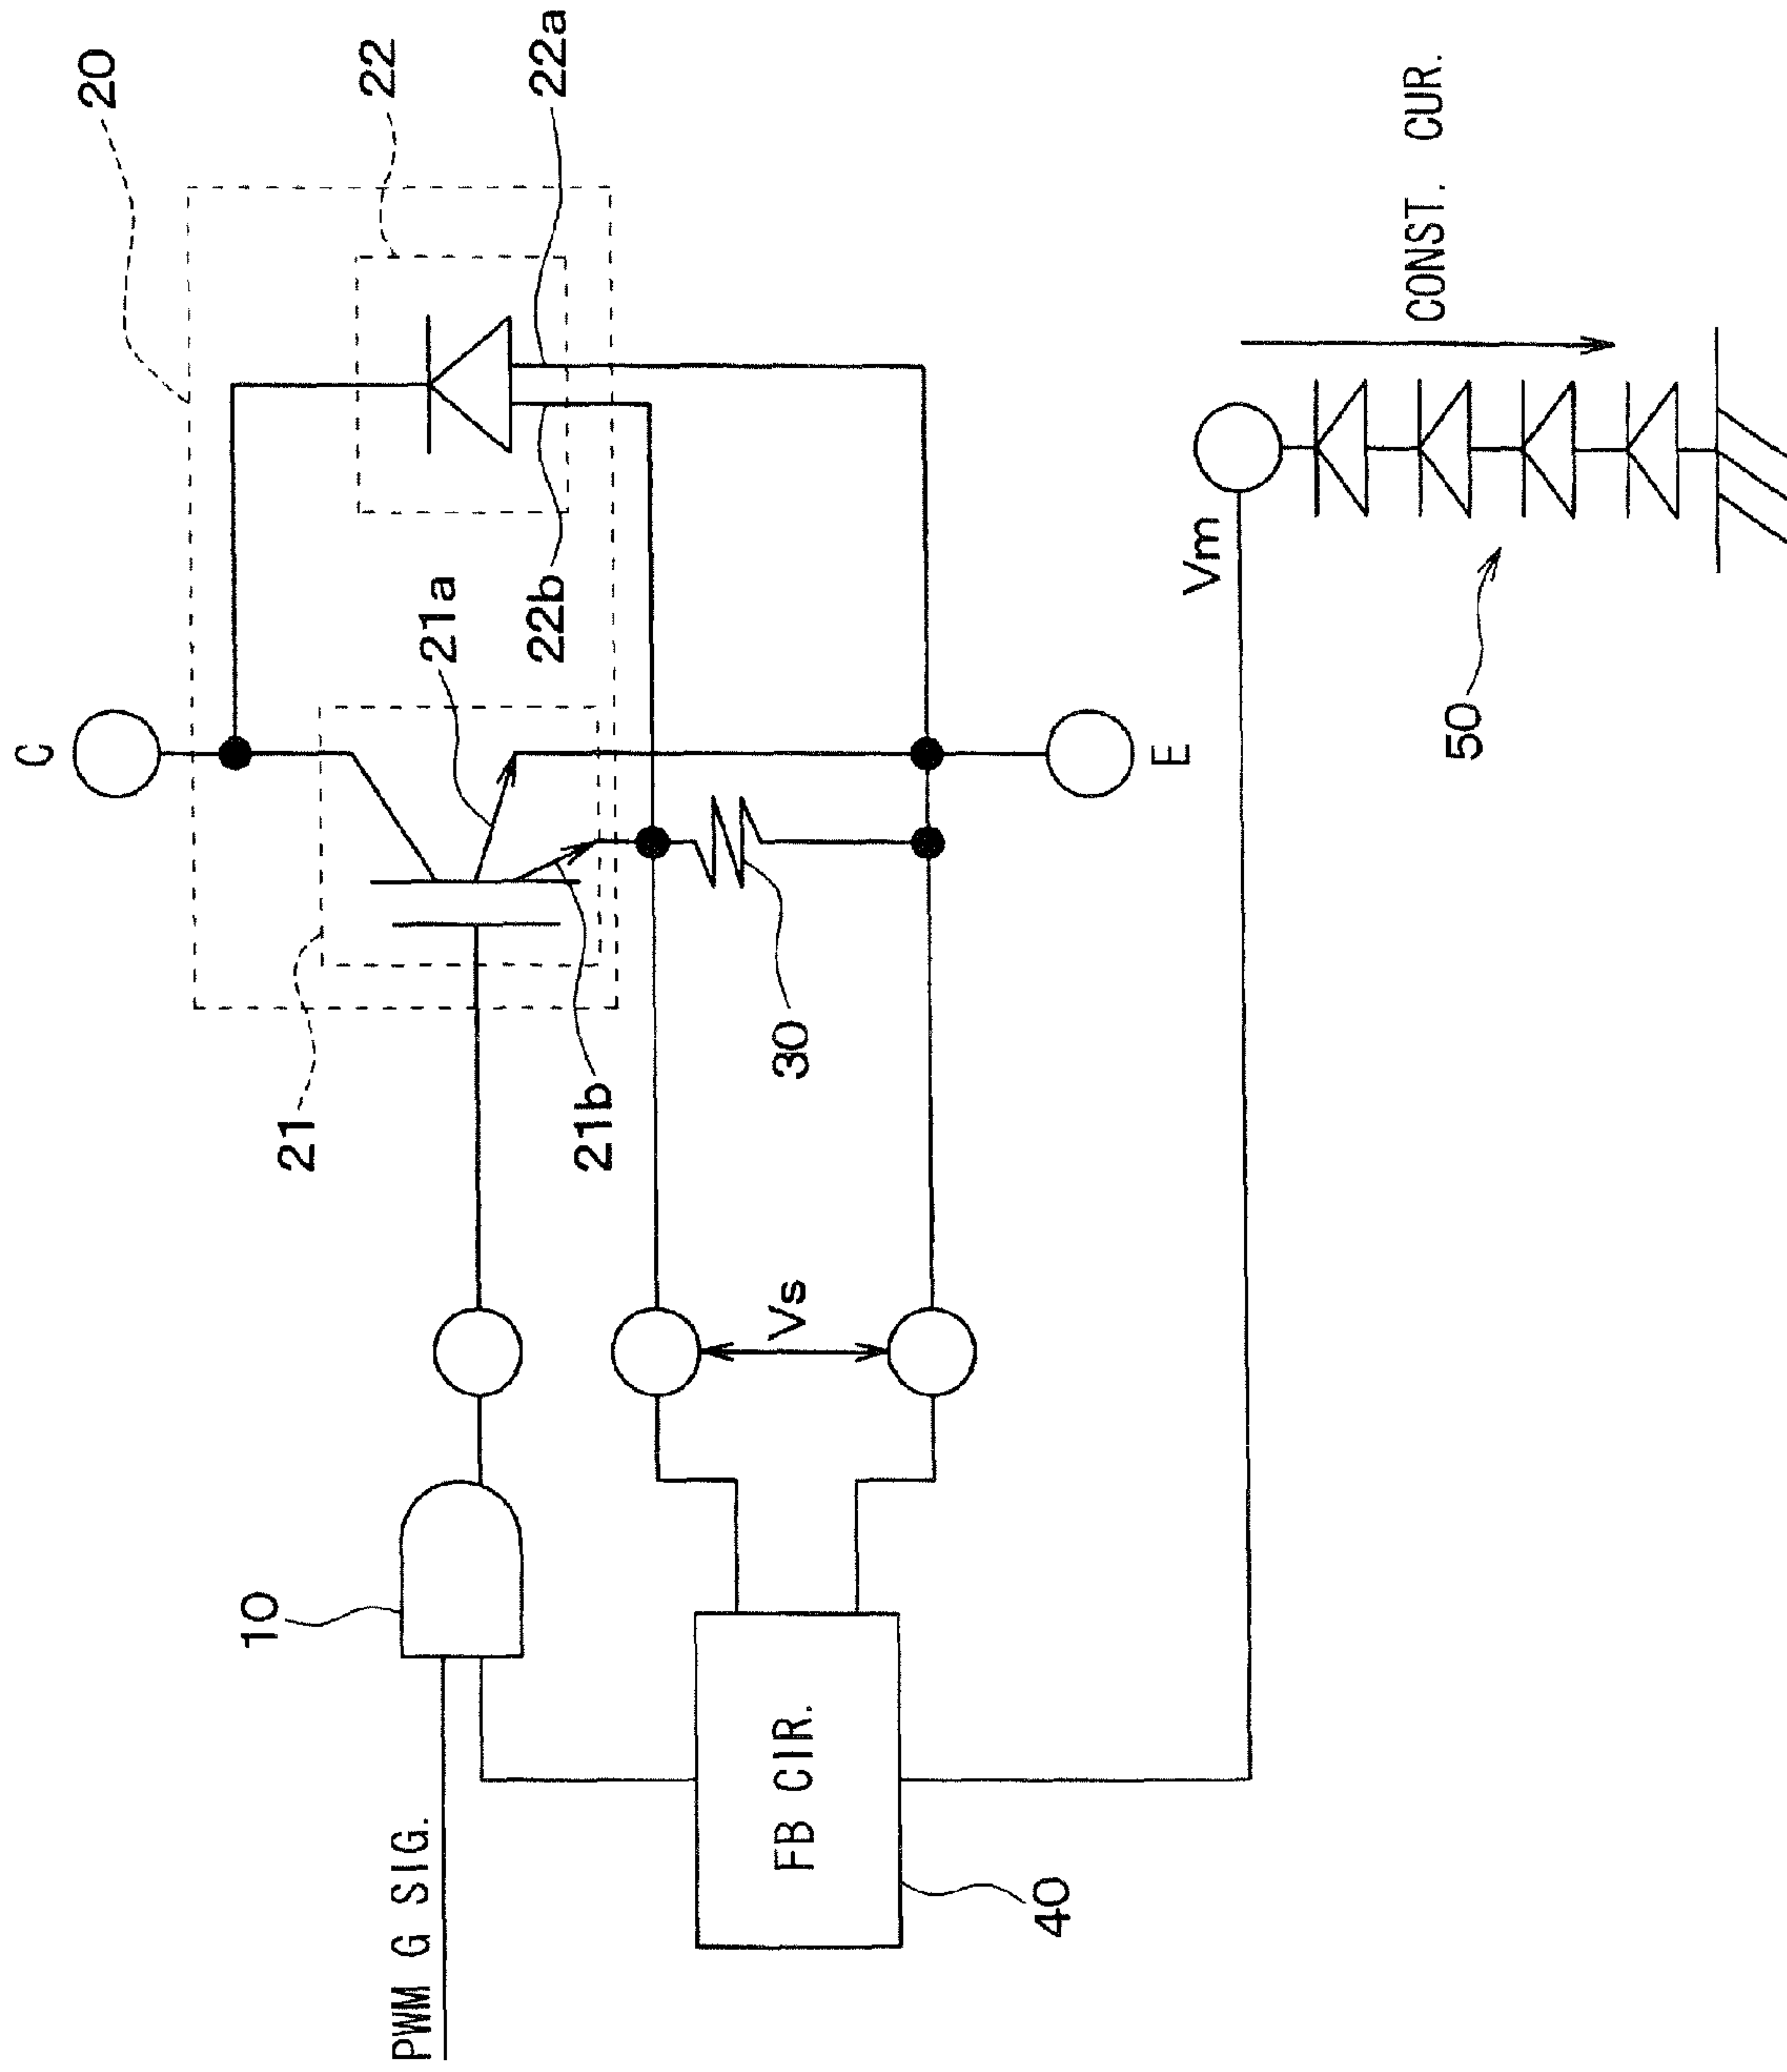 20
22
22a
C
21a
22b
21
21b
30
E
10
PWM G SIG.
Vs
FB CIR.
40
Vm
50
CONST. CUR.